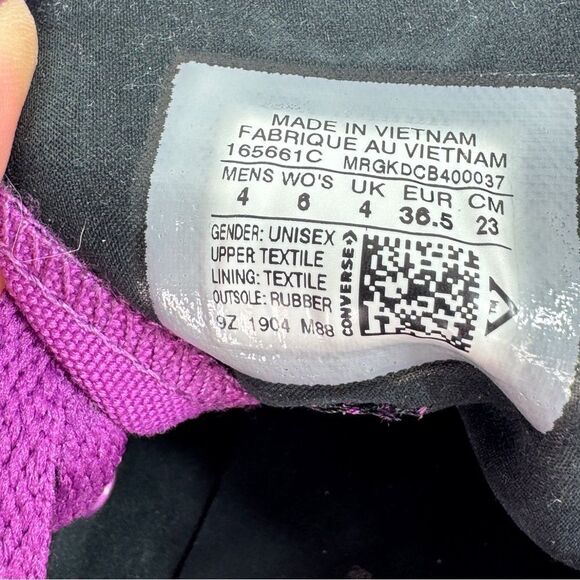 MADE IN VIETNAM
FABRIQUE AU VIETNAM
165661C MRGKDCB400037
MENS WO'S UK EUR CM
4 6 4 36.5 23
GENDER: UNISEX
UPPER TEXTILE
LINING: TEXTILE
OUTSOLE: RUBBER
9Z 1904 M88
CONVERSE